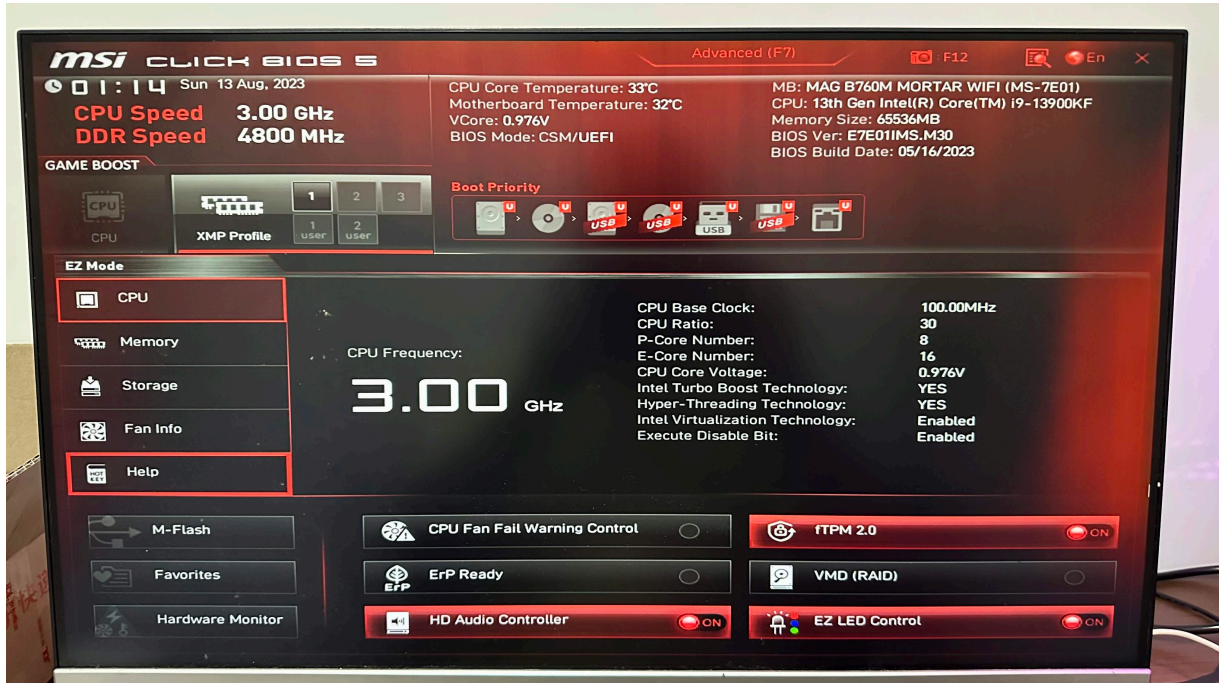 msi CLICK BIOS 5
Advanced (F7)
F12
En
01:14 Sun 13 Aug, 2023
CPU Speed 3.00 GHz
DDR Speed 4800 MHz
CPU Core Temperature: 33°C
Motherboard Temperature: 32°C
VCore: 0.976V
BIOS Mode: CSM/UEFI
MB: MAG B760M MORTAR WIFI (MS-7E01)
CPU: 13th Gen Intel(R) Core(TM) i9-13900KF
Memory Size: 65536MB
BIOS Ver: E7E01IMS.M30
BIOS Build Date: 05/16/2023
GAME BOOST
CPU
CPU
XMP Profile
1 2 3
1 user
2 user
Boot Priority
U U U U U U U
USB USB USB USB
EZ Mode
CPU
Memory
Storage
Fan Info
HOT KEY
Help
CPU Frequency:
3.00 GHz
CPU Base Clock: 100.00MHz
CPU Ratio: 30
P-Core Number: 8
E-Core Number: 16
CPU Core Voltage: 0.976V
Intel Turbo Boost Technology: YES
Hyper-Threading Technology: YES
Intel Virtualization Technology: Enabled
Execute Disable Bit: Enabled
M-Flash
Favorites
Hardware Monitor
CPU Fan Fail Warning Control
ErP
ErP Ready
HD Audio Controller ON
fTPM 2.0 ON
VMD (RAID)
EZ LED Control ON